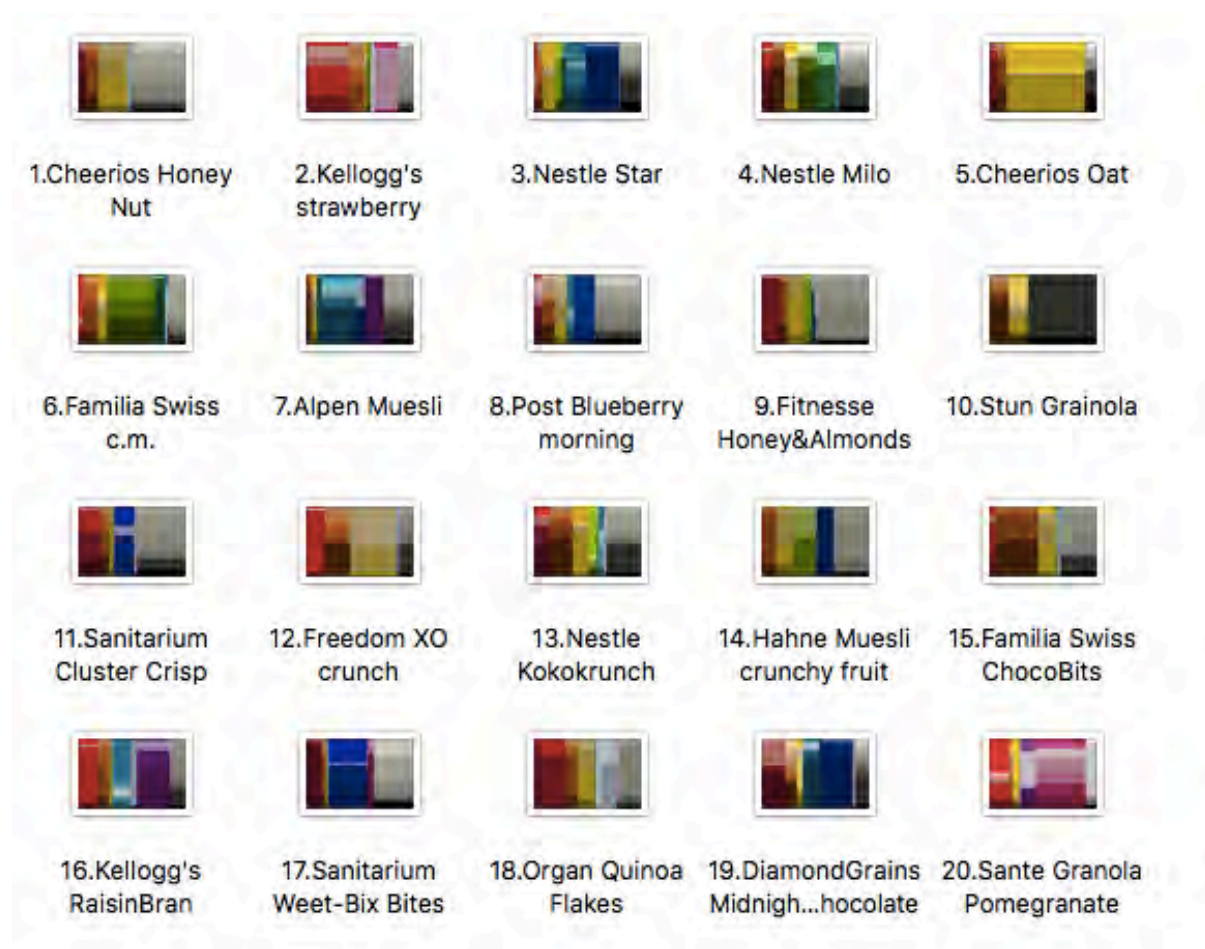 1.Cheerios Honey
Nut
2.Kellogg's
strawberry
3.Nestle Star
4.Nestle Milo
5.Cheerios Oat
6.Familia Swiss
c.m.
7.Alpen Muesli
8.Post Blueberry
morning
9.Fitnesse
Honey&Almonds
10.Stun Grainola
11.Sanitarium
Cluster Crisp
12.Freedom XO
crunch
13.Nestle
Kokokrunch
14.Hahne Muesli
crunchy fruit
15.Familia Swiss
ChocoBits
16.Kellogg's
RaisinBran
17.Sanitarium
Weet-Bix Bites
18.Organ Quinoa
Flakes
19.DiamondGrains
Midnigh...hocolate
20.Sante Granola
Pomegranate